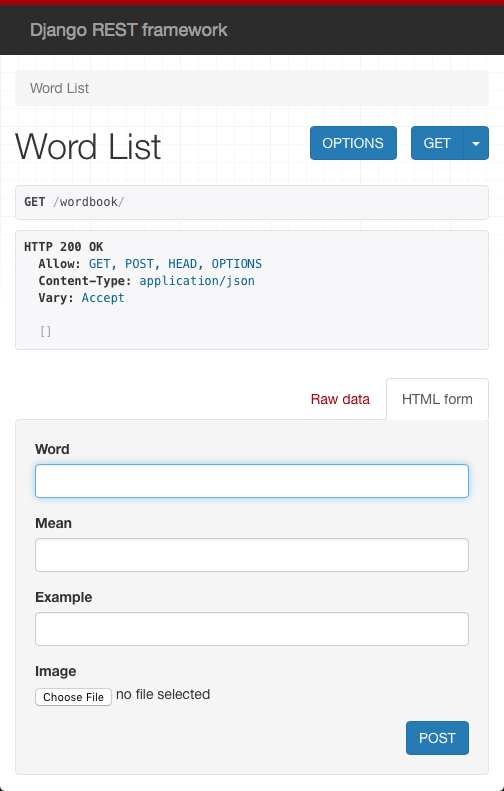 Django REST framework
Word List
Word List
OPTIONS
GET
GET /wordbook/
HTTP 200 OK
Allow: GET, POST, HEAD, OPTIONS
Content-Type: application/json
Vary: Accept
[]
Raw data
HTML form
Word
Mean
Example
Image
Choose File no file selected
POST